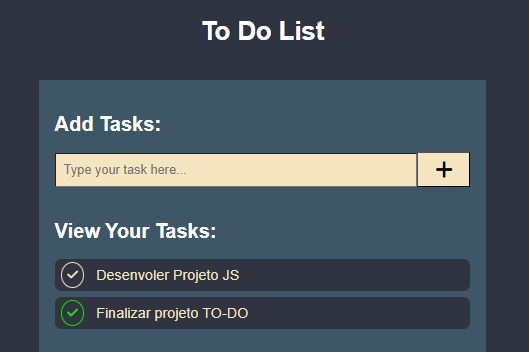 To Do List
Add Tasks:
Type your task here...
View Your Tasks:
Desenvoler Projeto JS
Finalizar projeto TO-DO